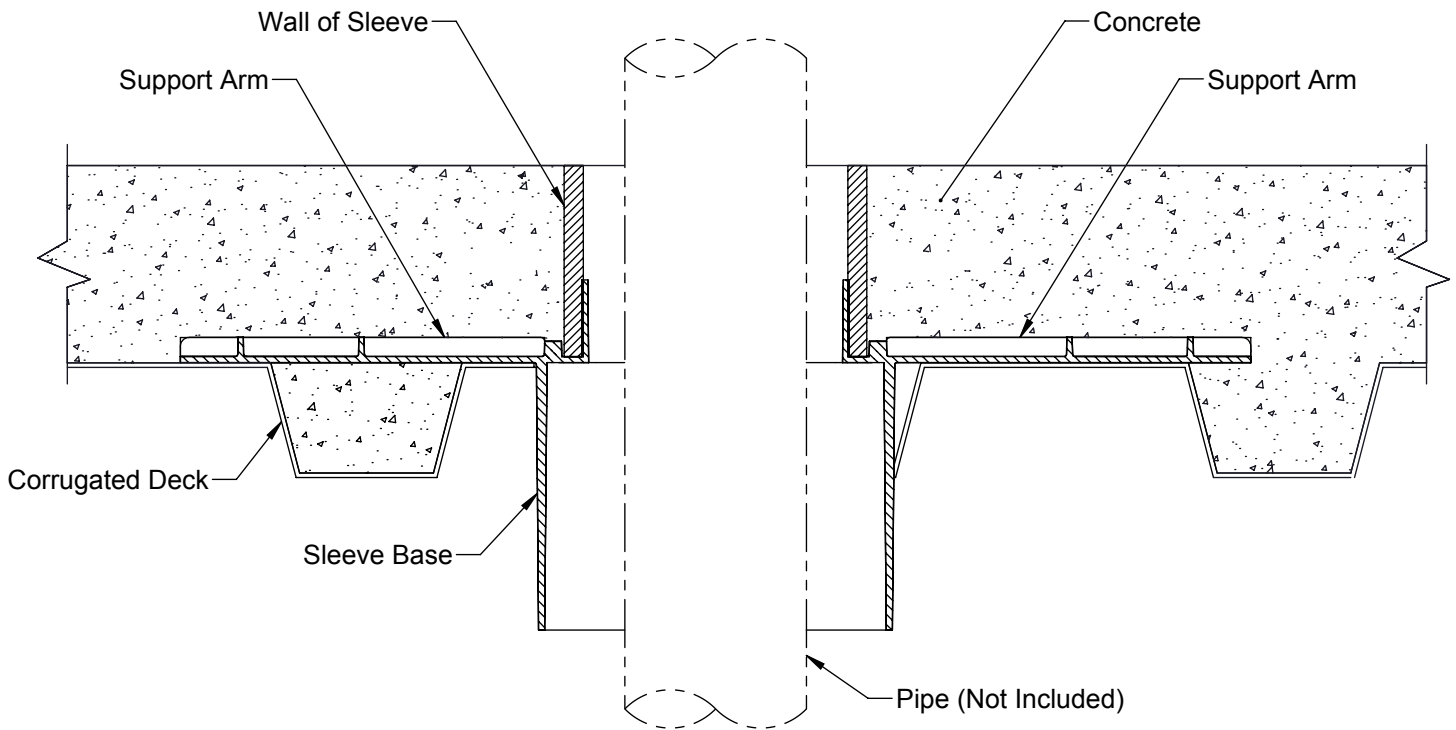 Wall of Sleeve
Concrete
Support Arm
Support Arm
Corrugated Deck
Sleeve Base
Pipe (Not Included)